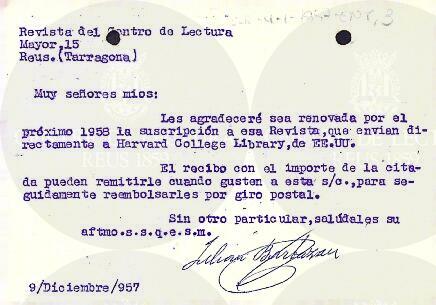 Revista del Centro de Lectura
Mayor,15
Reus.(Tarragona)
Muy señores mios:
Les agradeceré sea renovada por el
próximo 1958 la suscripción a esa Revista,que envian di-
rectamente a Harvard College Library,de EE.UU.
El recibo con el importe de la cita-
da pueden remitirle cuando gusten a esta s/c.,para se-
guidamente reembolsarles por giro postal.
Sin otro particular,salúdales su
aftmo.s.s.q.e.s.m.
9/Diciembre/957